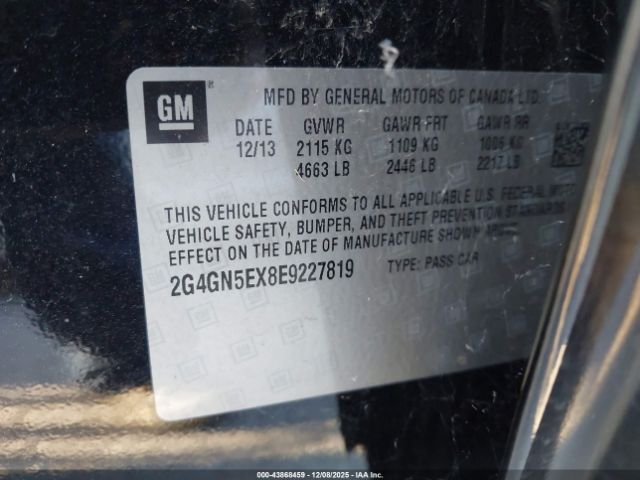 GM
®
MFD BY GENERAL MOTORS OF CANADA LTD.
DATE GVWR GAWR FRT GAWR RR
12/13 2115 KG 1109 KG 1006 KG
4663 LB 2446 LB 2217 LB
THIS VEHICLE CONFORMS TO ALL APPLICABLE U.S. FEDERAL MOTOR
VEHICLE SAFETY, BUMPER, AND THEFT PREVENTION STANDARDS
EFFECT ON THE DATE OF MANUFACTURE SHOWN ABOVE.
2G4GN5EX8E9227819 TYPE: PASS CAR
000-43868459 | 12/08/2025 - IAAI.COM